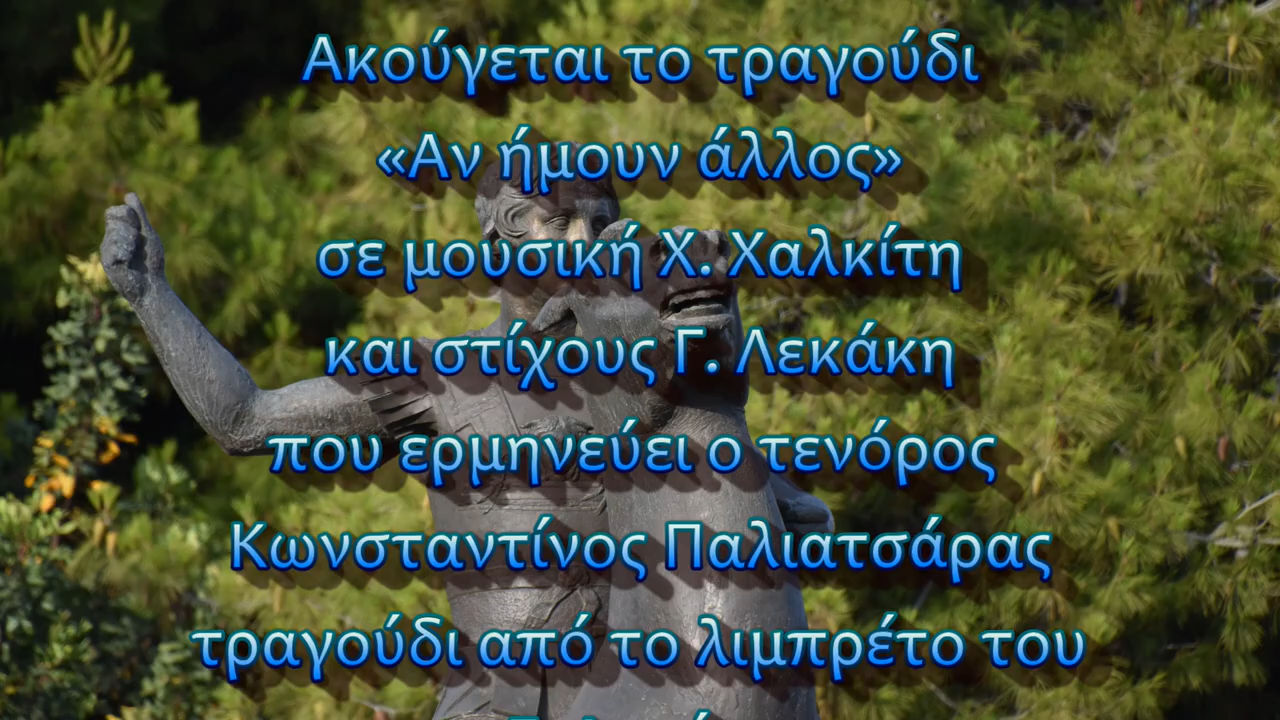 Ακούγεται το τραγούδι
«Αν ήμουν άλλος»
σε μουσική Χ. Χαλκίτη
και στίχους Γ. Λεκάκη
που ερμηνεύει ο τενόρος
Κωνσταντίνος Παλιατσάρας
τραγούδι από το λιμπρέτο του